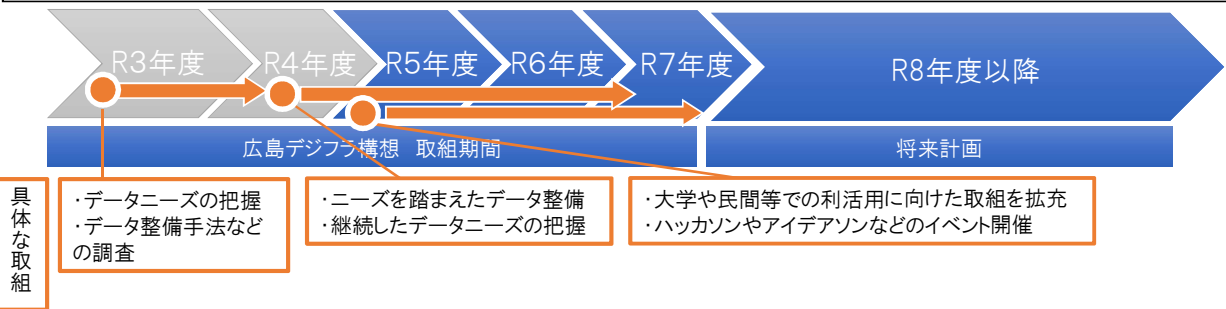 R3年度
R4年度
R5年度
R6年度
R7年度
R8年度以降
広島デジフラ構想 取組期間
将来計画
具体な取組
・データニーズの把握
・データ整備手法など
の調査
・ニーズを踏まえたデータ整備
・継続したデータニーズの把握
・大学や民間等での利活用に向けた取組を拡充
・ハッカソンやアイデアソンなどのイベント開催